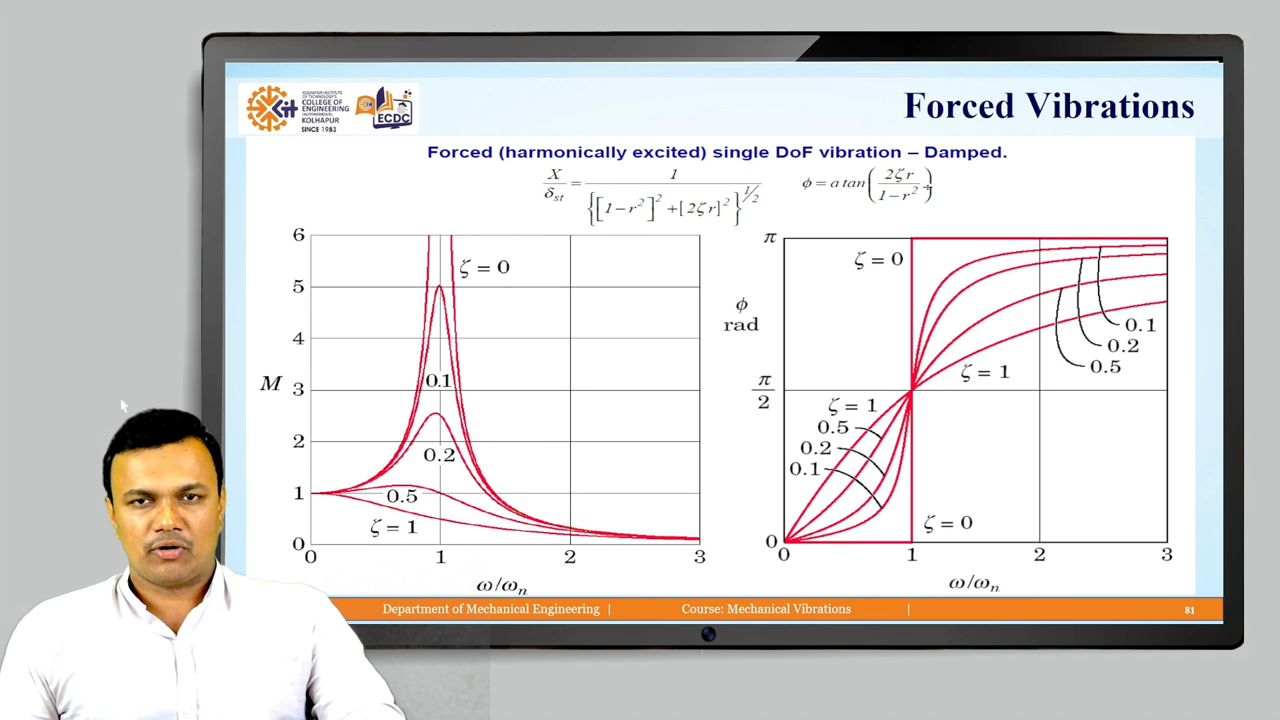 KOLHAPUR INSTITUTE
OF TECHNOLOGY'S
COLLEGE OF
ENGINEERING
(AUTONOMOUS),
KOLHAPUR
SINCE 1983
ECDC
Forced Vibrations
Forced (harmonically excited) single DoF vibration – Damped.
X/δst = 1/{[1−r²]²+[2ζr]²}^½
ϕ = a tan(2ζr/1−r²)
6
5
4
M 3
2
1
0
0 1 2 3
ω/ωn
ζ = 0
0.1
0.2
0.5
ζ = 1
π
ϕ
rad
π/2
0
0 1 2 3
ω/ωn
ζ = 0
0.1
0.2
0.5
ζ = 1
ζ = 1
0.5
0.2
0.1
ζ = 0
Department of Mechanical Engineering | Course: Mechanical Vibrations | 81